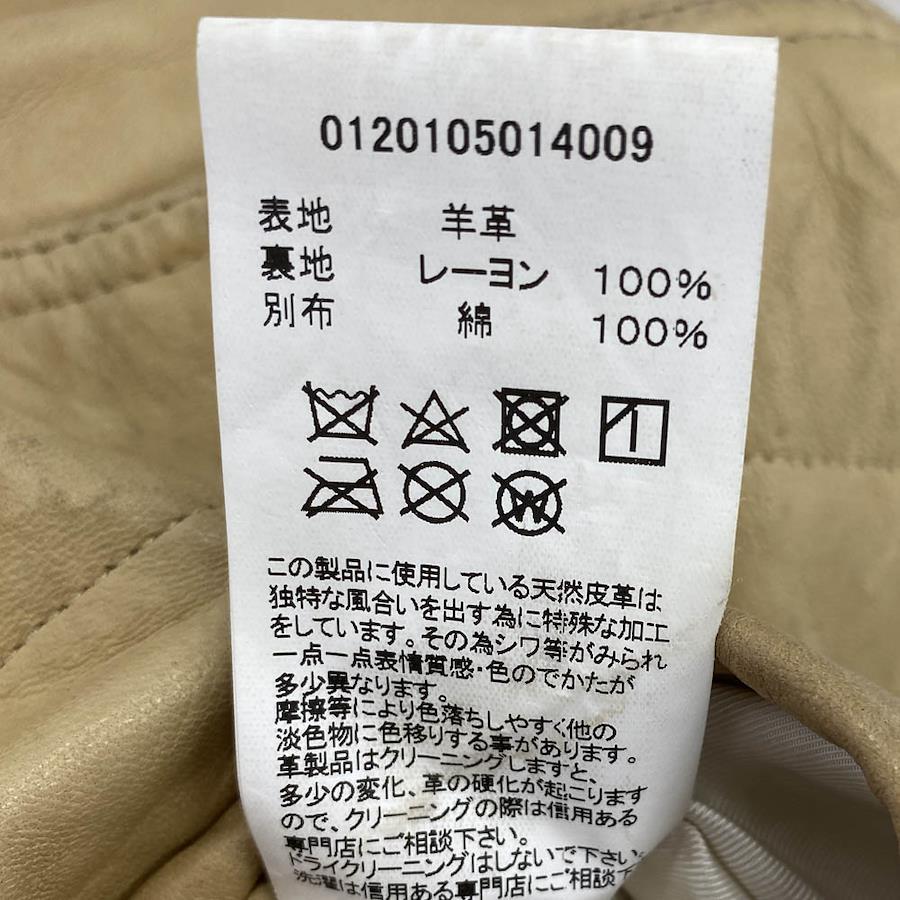 0120105014009
表地 羊革
裏地 レーヨン 100%
別布 綿 100%
W
この製品に使用している天然皮革は
独特な風合いを出す為に特殊な加工
をしています。その為シワ等がみられ
一点一点表情質感・色のでかたが
多少異なります。
摩擦等により色落ちしやすく他の
淡色物に色移りする事があります。
革製品はクリーニングしますと、
多少の変化、革の硬化が起こります
ので、クリーニングの際は信用ある
専門店にご相談下さい。
ドライクリーニングはしないで下さい。
洗濯は信用ある専門店にご相談下さ